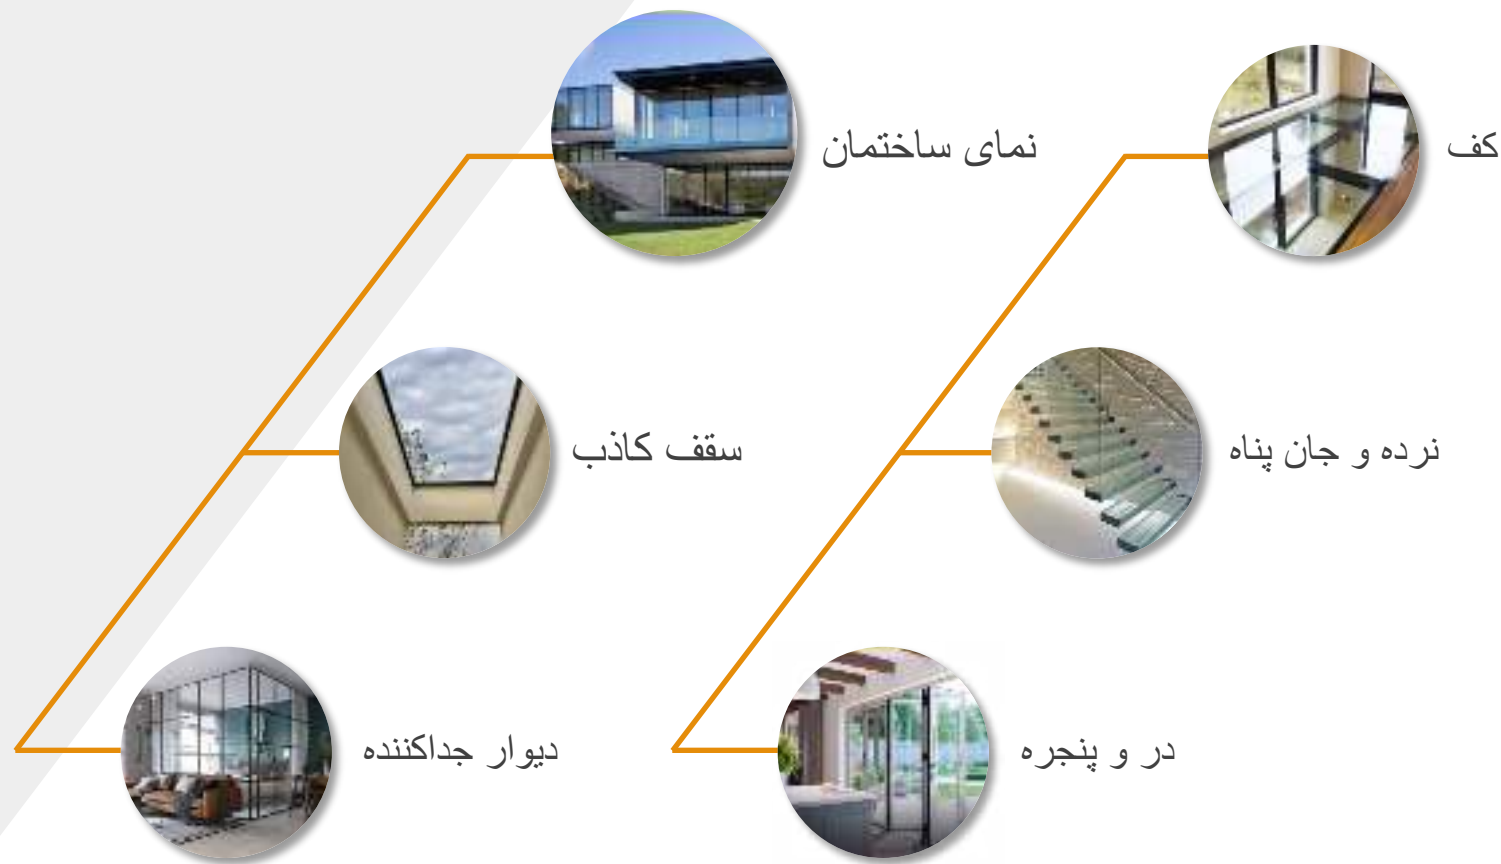 کف
نمای ساختمان
نرده و جان پناه
سقف کاذب
در و پنجره
دیوار جداکننده